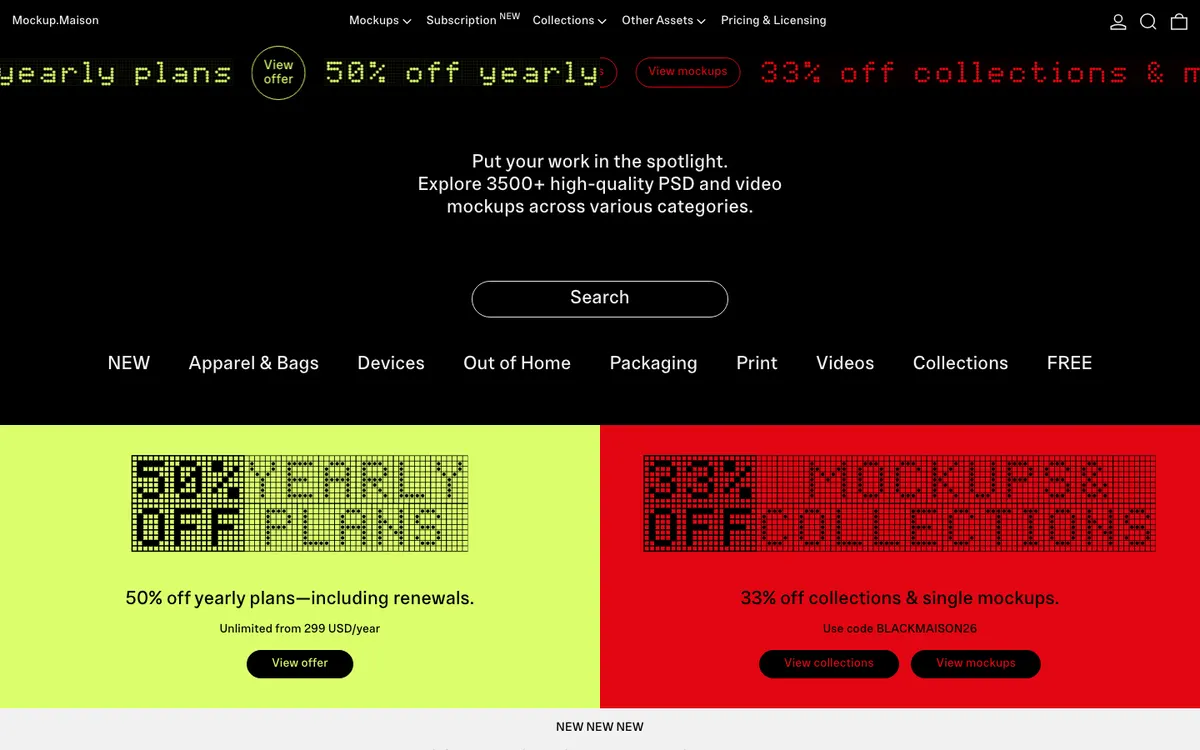 Mockup.Maison
Mockups
Subscription NEW
Collections
Other Assets
Pricing & Licensing
yearly plans
View
offer
50% off yearly
View mockups
33% off collections &
Put your work in the spotlight.
Explore 3500+ high-quality PSD and video
mockups across various categories.
Search
NEW
Apparel & Bags
Devices
Out of Home
Packaging
Print
Videos
Collections
FREE
50% YEARLY
OFF PLANS
50% off yearly plans—including renewals.
Unlimited from 299 USD/year
View offer
33% MOCKUPS&
OFF COLLECTIONS
33% off collections & single mockups.
Use code BLACKMAISON26
View collections
View mockups
NEW NEW NEW